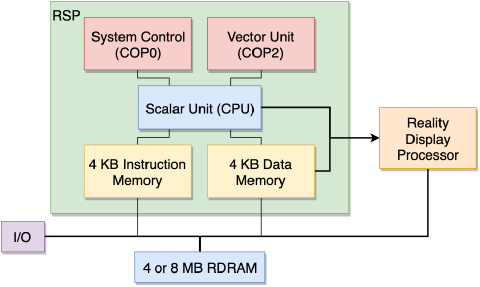 RSP
System Control
(COP0)
Vector Unit
(COP2)
Scalar Unit (CPU)
Reality
Display
Processor
4 KB Instruction
Memory
4 KB Data
Memory
I/O
4 or 8 MB RDRAM